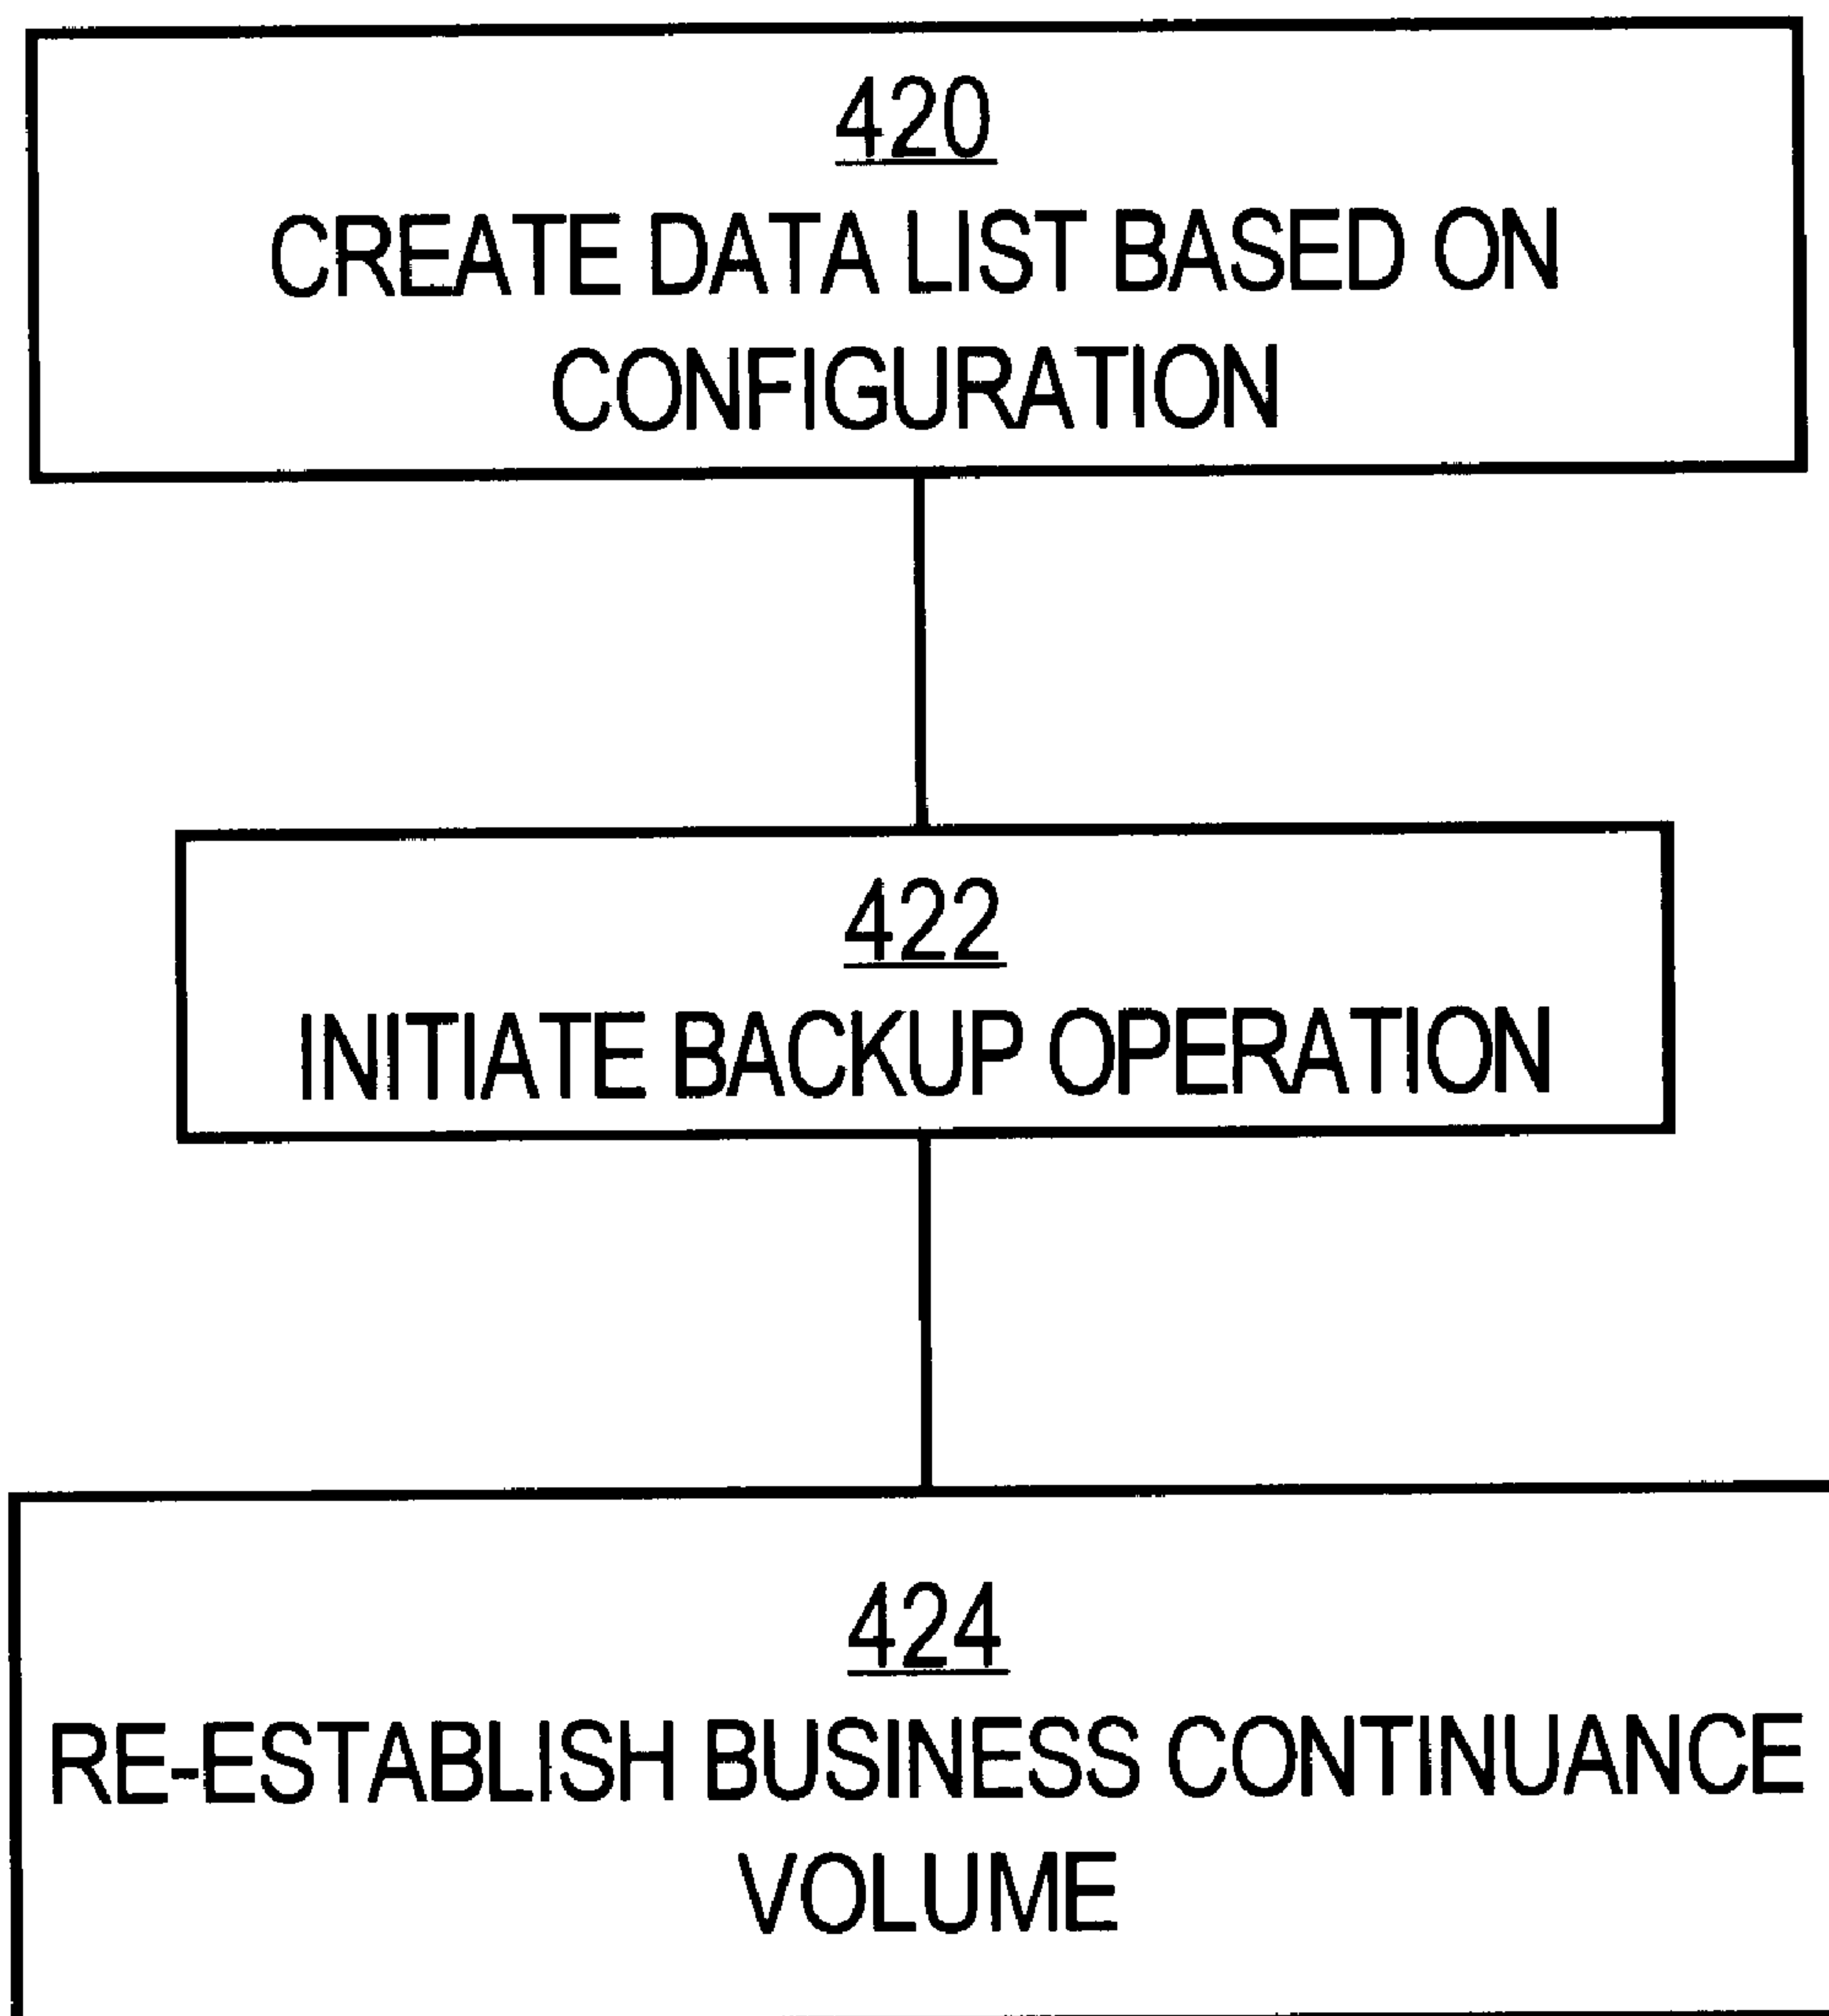 420
CREATE DATA LIST BASED ON
CONFIGURATION
422
INITIATE BACKUP OPERATION
424
RE-ESTABLISH BUSINESS CONTINUANCE
VOLUME